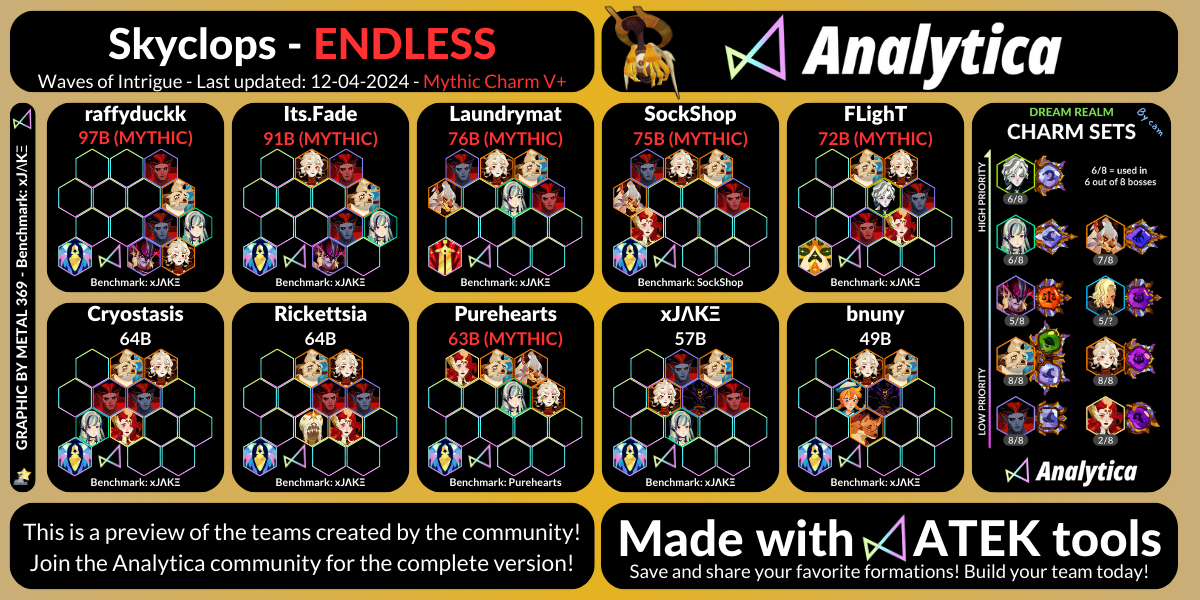 Skyclops - ENDLESS
Waves of Intrigue - Last updated: 12-04-2024 - Mythic Charm V+
Analytica
GRAPHIC BY METAL 369 - Benchmark: xJΛKΞ
raffyduckk
97B (MYTHIC)
Benchmark: xJΛKΞ
Its.Fade
91B (MYTHIC)
Benchmark: xJΛKΞ
Laundrymat
76B (MYTHIC)
Benchmark: xJΛKΞ
SockShop
75B (MYTHIC)
Benchmark: SockShop
FLighT
72B (MYTHIC)
Benchmark: xJΛKΞ
Cryostasis
64B
Benchmark: xJΛKΞ
Rickettsia
64B
Benchmark: xJΛKΞ
Purehearts
63B (MYTHIC)
Benchmark: Purehearts
xJΛKΞ
57B
Benchmark: xJΛKΞ
bnuny
49B
Benchmark: xJΛKΞ
DREAM REALM
By cam
CHARM SETS
HIGH PRIORITY
LOW PRIORITY
6/8 = used in
6 out of 8 bosses
6/8
6/8
7/8
5/8
5/?
8/8
8/8
8/8
2/8
Analytica
This is a preview of the teams created by the community!
Join the Analytica community for the complete version!
Made with ATEK tools
Save and share your favorite formations! Build your team today!